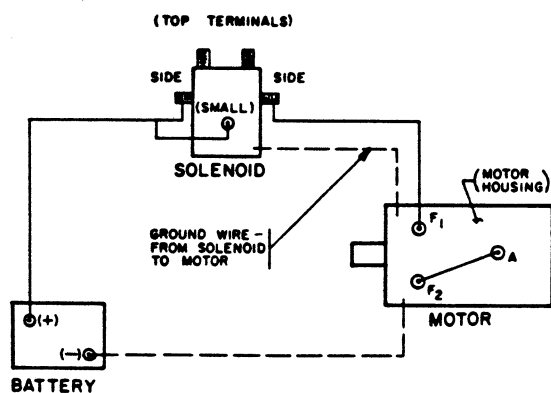 (TOP TERMINALS)
SIDE
SIDE
(SMALL)
SOLENOID
(MOTOR
HOUSING)
GROUND WIRE -
FROM SOLENOID
TO MOTOR
F1
A
F2
MOTOR
(+)
(-)
BATTERY